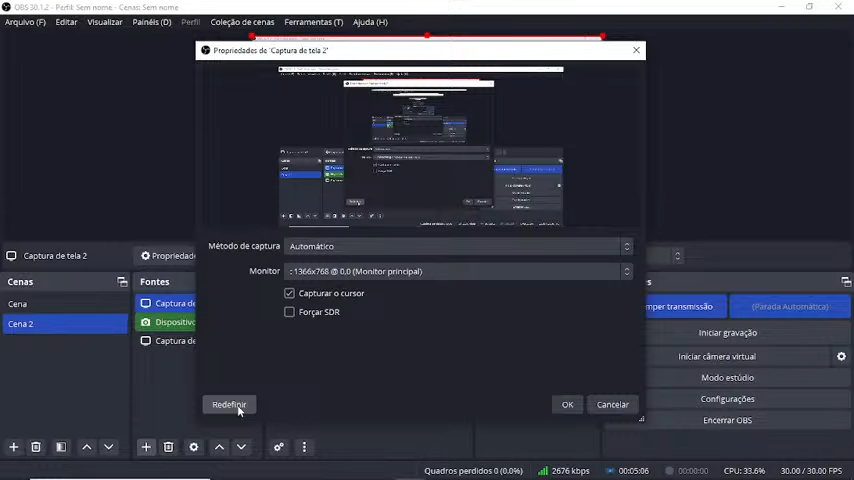 OBS 30.1.2 - Perfil: Sem nome - Cenas: Sem nome
Arquivo (F) Editar Visualizar Painéis (D) Perfil Coleção de cenas Ferramentas (T) Ajuda (H)
Propriedades de 'Captura de tela 2'
Captura de tela 2
Propriedade
Método de captura Automático
Monitor : 1366x768 @ 0,0 (Monitor principal)
Capturar o cursor
Forçar SDR
Redefinir OK Cancelar
Cenas
Cena
Cena 2
Fontes
Captura de
Dispositivo
Captura de
es
mper transmissão (Parada Automática)
Iniciar gravação
Iniciar câmera virtual
Modo estúdio
Configurações
Encerrar OBS
Quadros perdidos 0 (0.0%) 2676 kbps 00:05:06 00:00:00 CPU: 33.6% 30.00 / 30.00 FPS